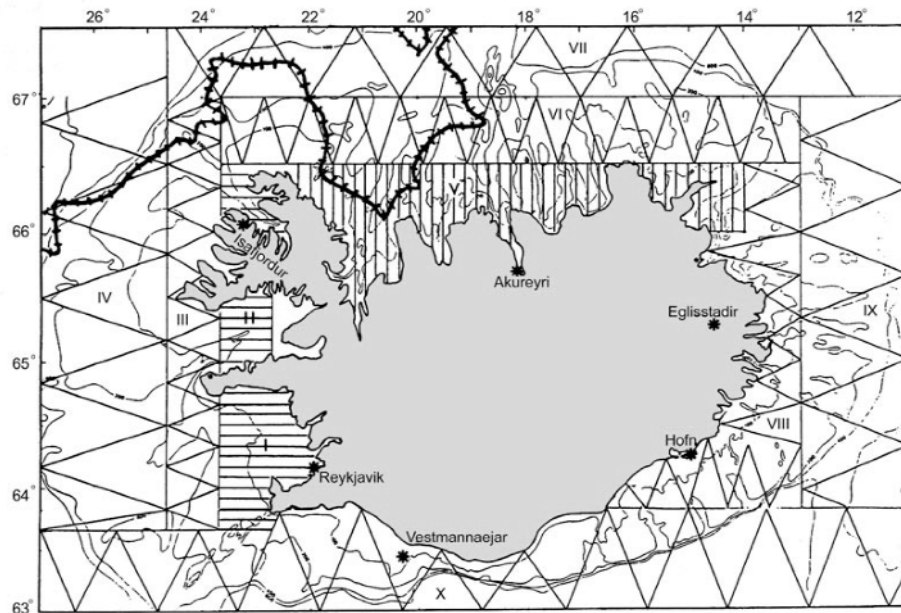 26° 24° 22° 20° 18° 16° 14° 12°
VII
67°
VI
V
66°
Isafjordur
Akureyri
IV
III
II
Eglisstadir
IX
65°
VIII
I
Hofn
Reykjavik
64°
Vestmannaejar
X
63°